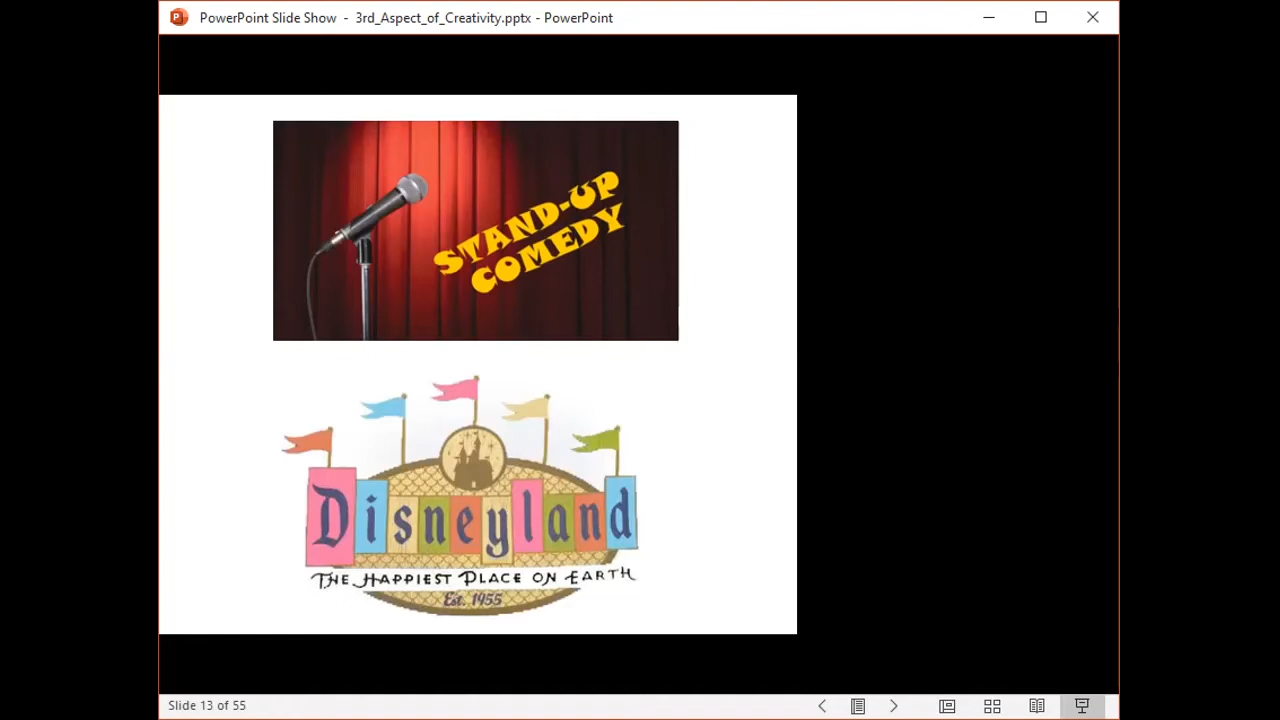 PowerPoint Slide Show - 3rd_Aspect_of_Creativity.pptx - PowerPoint
STAND-UP
COMEDY
Disneyland
THE HAPPIEST PLACE ON EARTH
Est. 1955
Slide 13 of 55